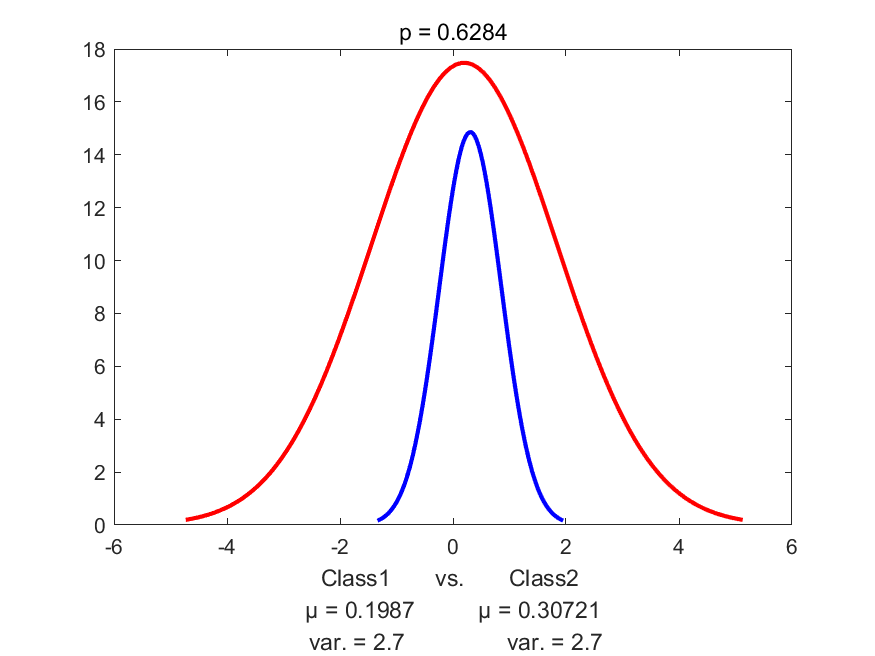 p = 0.6284
18
16
14
12
10
8
6
4
2
0
-6 -4 -2 0 2 4 6
Class1 vs. Class2
μ = 0.1987 μ = 0.30721
var. = 2.7 var. = 2.7